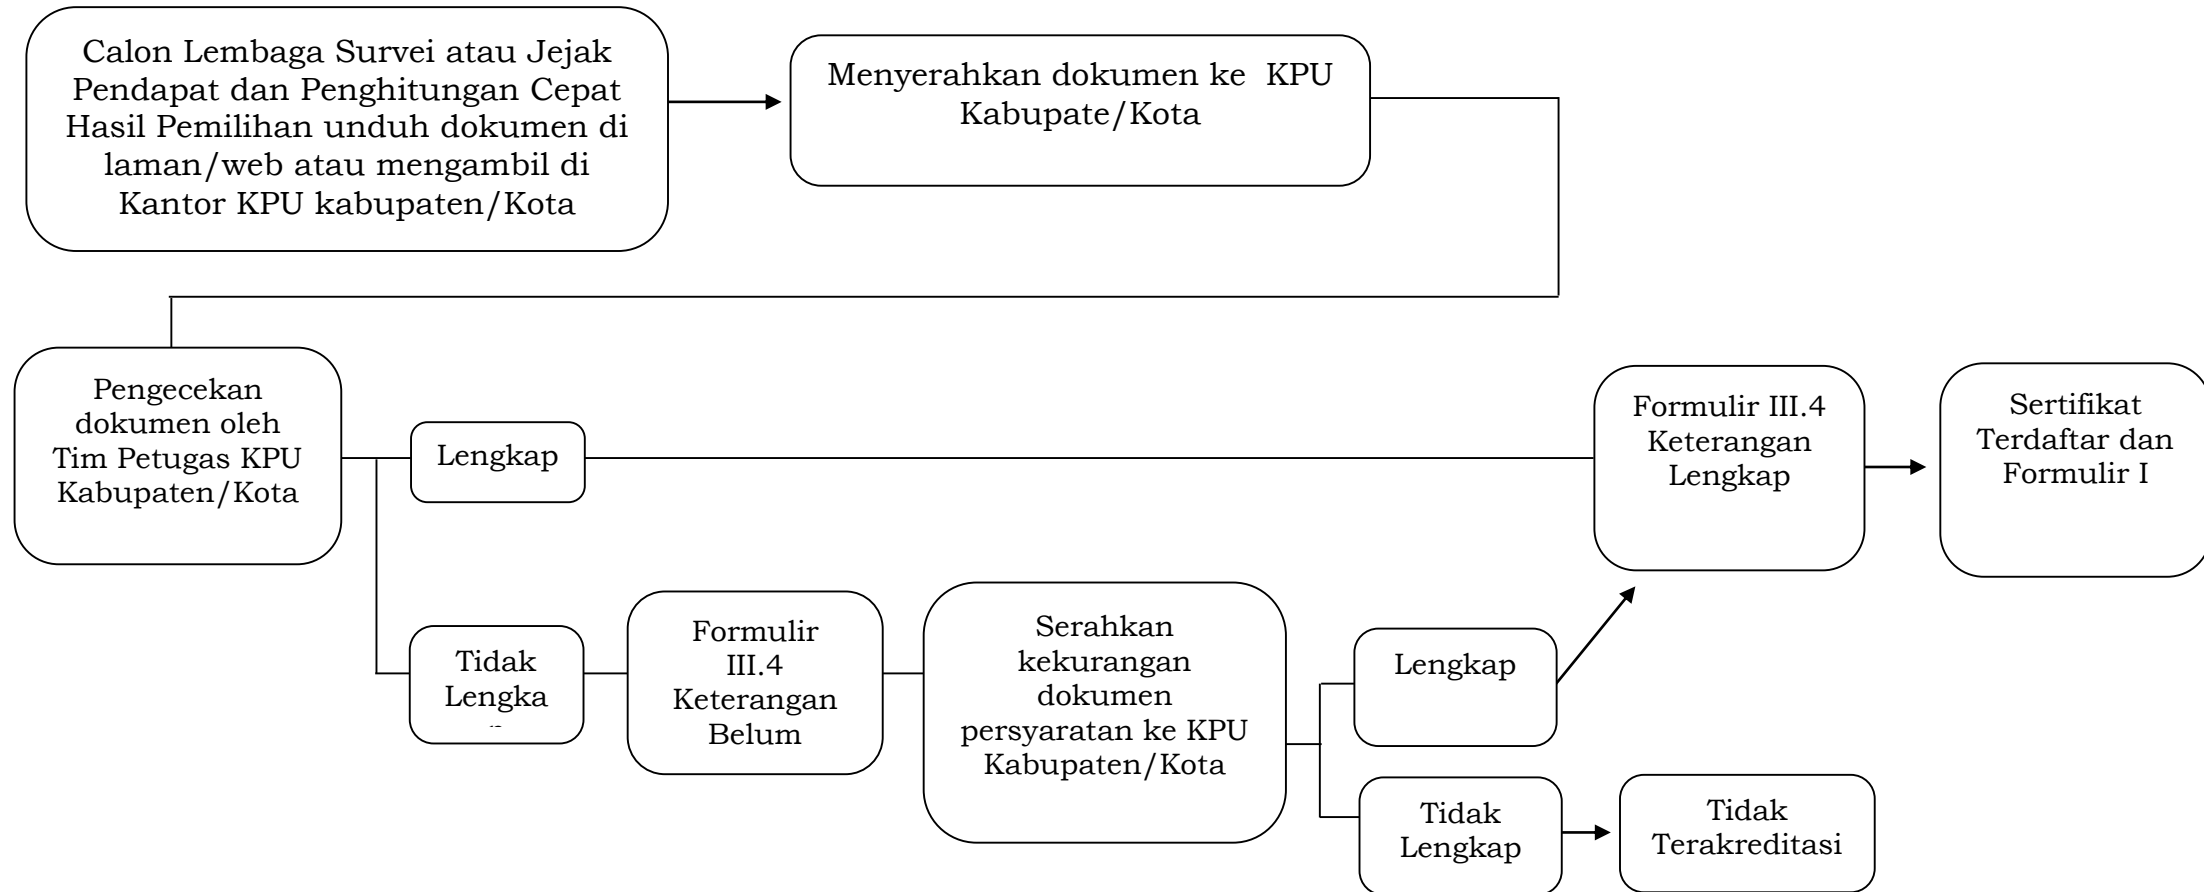 Calon Lembaga Survei atau Jejak
Pendapat dan Penghitungan Cepat
Hasil Pemilihan unduh dokumen di
laman/web atau mengambil di
Kantor KPU kabupaten/Kota
Menyerahkan dokumen ke  KPU
Kabupate/Kota
Pengecekan
dokumen oleh
Tim Petugas KPU
Kabupaten/Kota
Lengkap
Formulir III.4
Keterangan
Lengkap
Sertifikat
Terdaftar dan
Formulir I
Tidak
Lengka
Formulir
III.4
Keterangan
Belum
Serahkan
kekurangan
dokumen
persyaratan ke KPU
Kabupaten/Kota
Lengkap
Tidak
Lengkap
Tidak
Terakreditasi